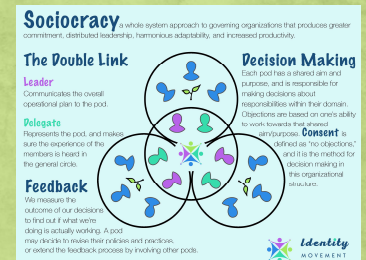 Sociocracy a whole system approach to governing organizations that produces greater
commitment, distributed leadership, harmonious adaptability, and increased productivity.
The Double Link
Leader
Communicates the overall
operational plan to the pod.
Delegate
Represents the pod, and makes
sure the experience of the
members is heard in
the general circle.
Feedback
We measure the
outcome of our decisions
to find out if what we're
doing is actually working. A pod
may decide to revise their policies and practices,
or extend the feedback process by involving other pods.
Decision Making
Each pod has a shared aim and
purpose, and is responsible for
making decisions about
responsibilities within their domain.
Objections are based on one's ability
to work towards that shared
aim/purpose. Consent is
defined as "no objections,"
and it is the method for
decision making in
this organizational
structure.
Identity
MOVEMENT